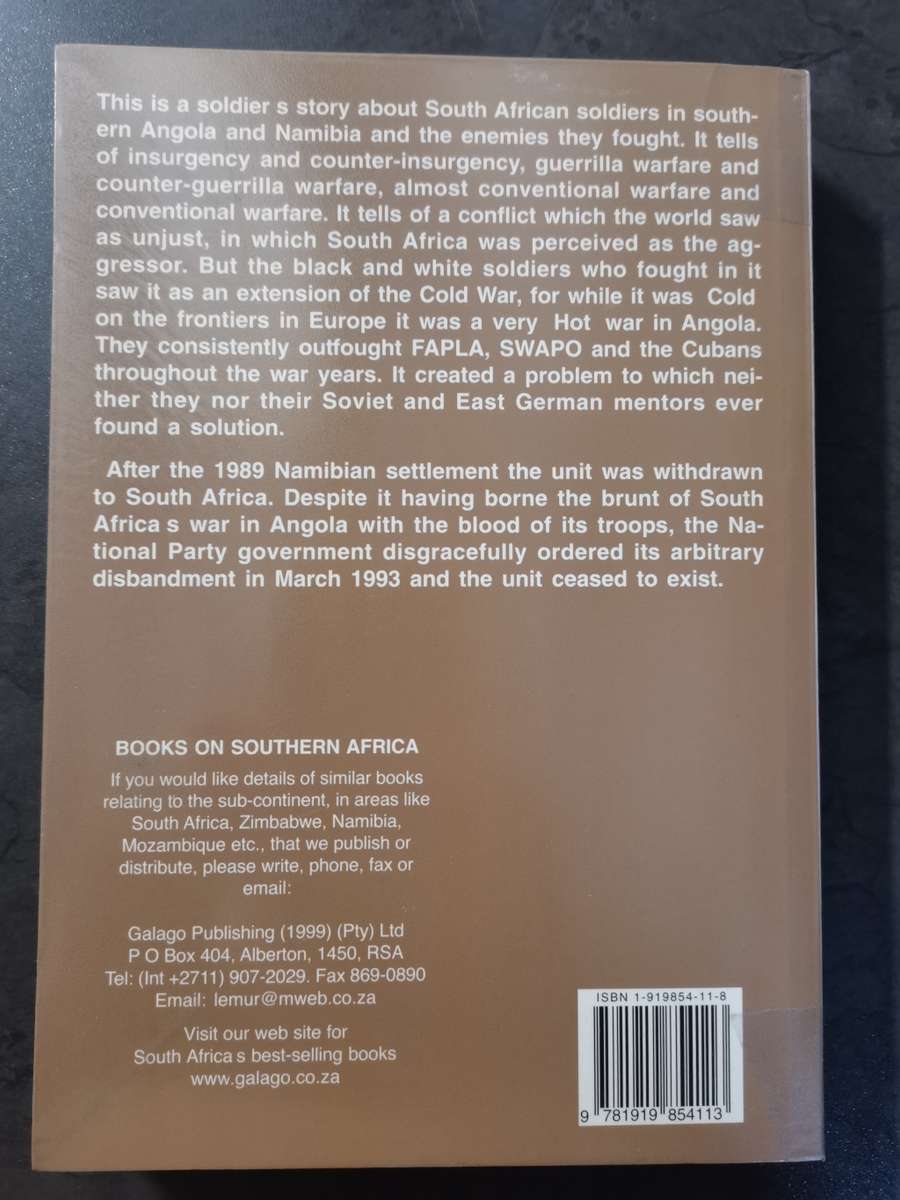 This is a soldier s story about South African soldiers in south-
ern Angola and Namibia and the enemies they fought. It tells
of insurgency and counter-insurgency, guerrilla warfare and
counter-guerrilla warfare, almost conventional warfare and
conventional warfare. It tells of a conflict which the world saw
as unjust, in which South Africa was perceived as the ag-
gressor. But the black and white soldiers who fought in it
saw it as an extension of the Cold War, for while it was Cold
on the frontiers in Europe it was a very Hot war in Angola.
They consistently outfought FAPLA, SWAPO and the Cubans
throughout the war years. It created a problem to which nei-
ther they nor their Soviet and East German mentors ever
found a solution.
After the 1989 Namibian settlement the unit was withdrawn
to South Africa. Despite it having borne the brunt of South
Africa s war in Angola with the blood of its troops, the Na-
tional Party government disgracefully ordered its arbitrary
disbandment in March 1993 and the unit ceased to exist.
BOOKS ON SOUTHERN AFRICA
If you would like details of similar books
relating to the sub-continent, in areas like
South Africa, Zimbabwe, Namibia,
Mozambique etc., that we publish or
distribute, please write, phone, fax or
email:
Galago Publishing (1999) (Pty) Ltd
P O Box 404, Alberton, 1450, RSA
Tel: (Int +2711) 907-2029. Fax 869-0890
Email: lemur@mweb.co.za
Visit our web site for
South Africa s best-selling books
www.galago.co.za
ISBN 1-919854-11-8
9 781919 854113